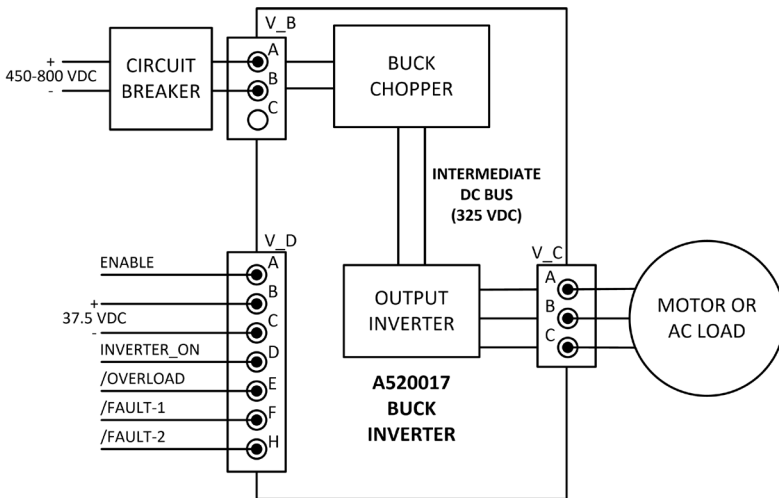 V_B
+
450-800 VDC
-
CIRCUIT
BREAKER
A
B
C
BUCK
CHOPPER
INTERMEDIATE
DC BUS
(325 VDC)
V_D
ENABLE
A
+
B
37.5 VDC
-
C
INVERTER_ON
D
/OVERLOAD
E
/FAULT-1
F
/FAULT-2
H
OUTPUT
INVERTER
V_C
A
B
C
MOTOR OR
AC LOAD
A520017
BUCK
INVERTER